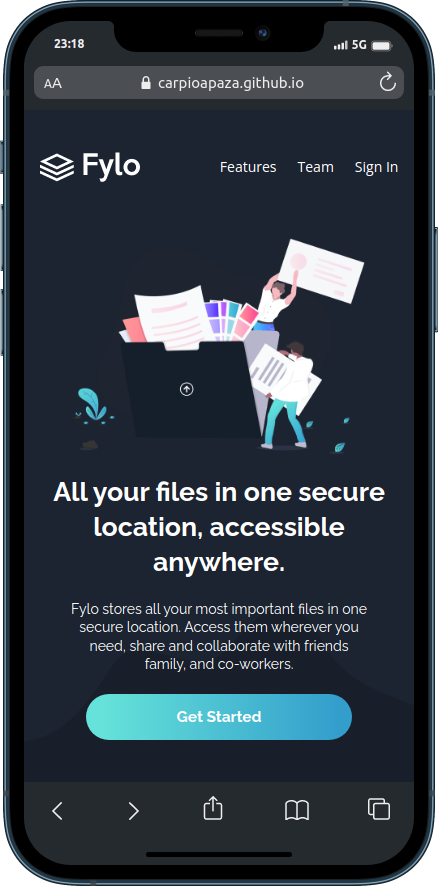 23:18
5G
AA
carpioapaza.github.io
Fylo
Features Team Sign In
All your files in one secure
location, accessible
anywhere.
Fylo stores all your most important files in one
secure location. Access them wherever you
need, share and collaborate with friends
family, and co-workers.
Get Started